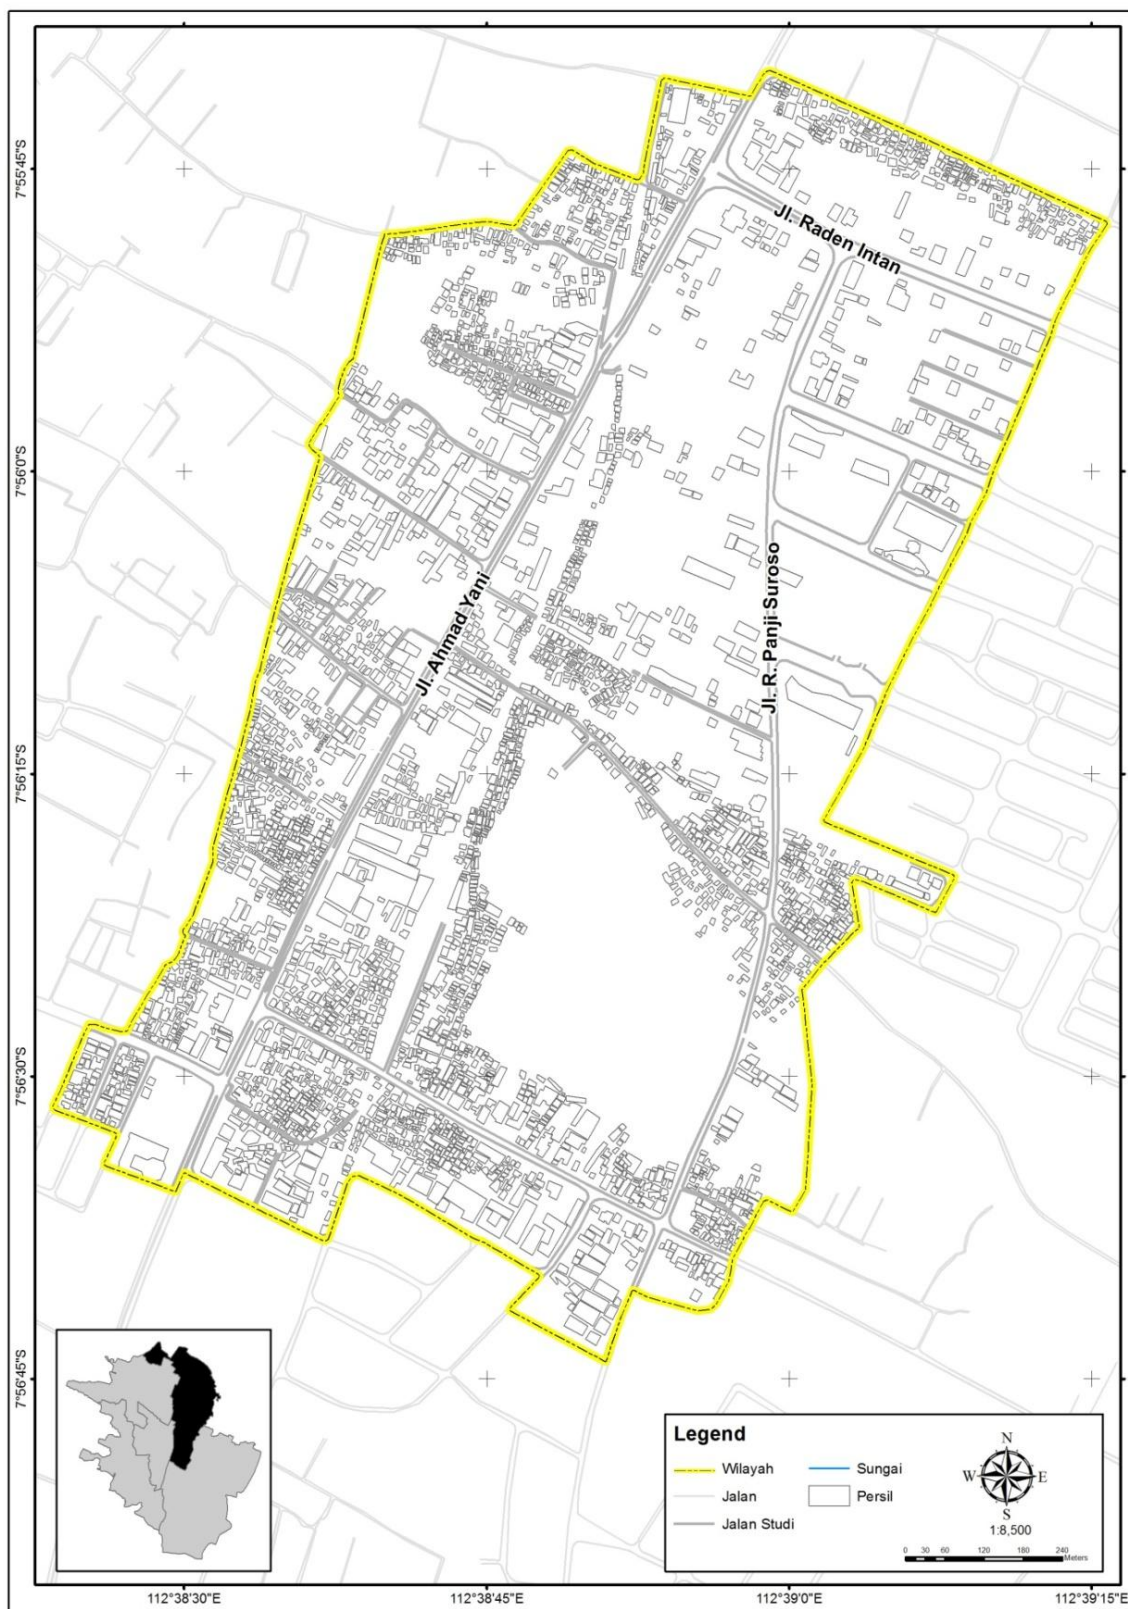 Jl. Raden Intan
Jl. Ahmad Yani
Jl. R. Panji Suroso
7°55'45"S
7°56'0"S
7°56'15"S
7°56'30"S
7°56'45"S
Legend
Wilayah
Jalan
Jalan Studi
Sungai
Persil
N
W
E
S
1:8,500
0 30 60 120 180 240
Meters
112°38'30"E
112°38'45"E
112°39'0"E
112°39'15"E